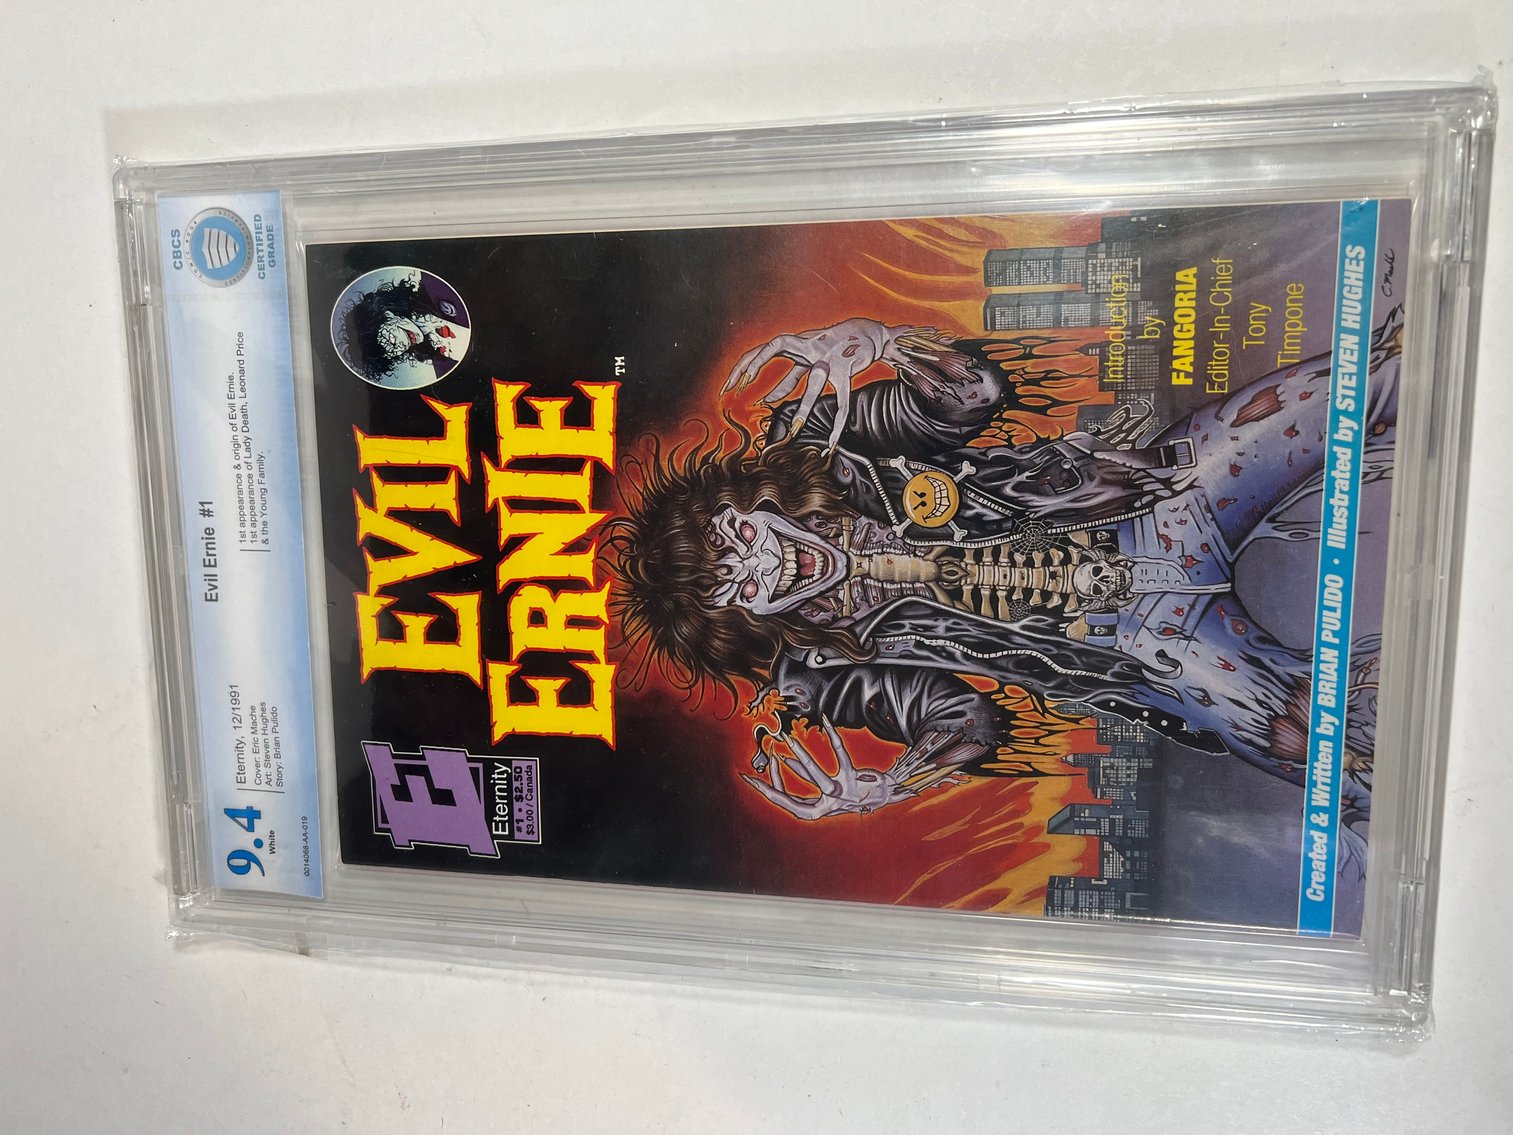 CBCS
COMIC BOOK
CERTIFIED
GRADE
Evil Ernie #1
9.4
White
Eternity, 12/1991
Cover: Eric Mache
Art: Steven Hughes
Story: Brian Pulido
1st appearance & origin of Evil Ernie.
1st appearance of Lady Death, Leonard Price
& the Young Family.
0014068-AA-019
E
Eternity
#1 • $2.50
$3.00 / Canada
EVIL
ERNIE
TM
Introduction
by
FANGORIA
Editor-In-Chief
Tony
Timpone
Created & Written by BRIAN PULIDO • Illustrated by STEVEN HUGHES